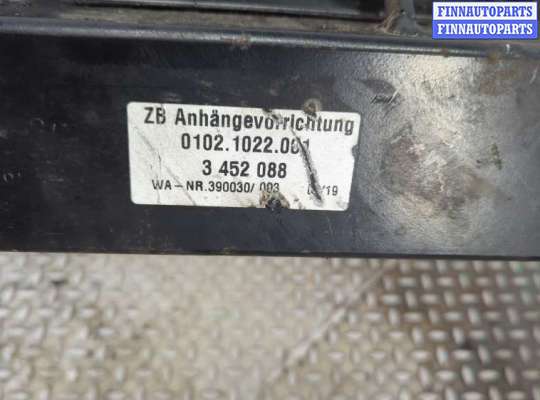 FINNAUTOPARTS
FINNAUTOPARTS
ZB Anhängevorrichtung
0102.1022.001
3 452 088
WA-NR.390030/ 003